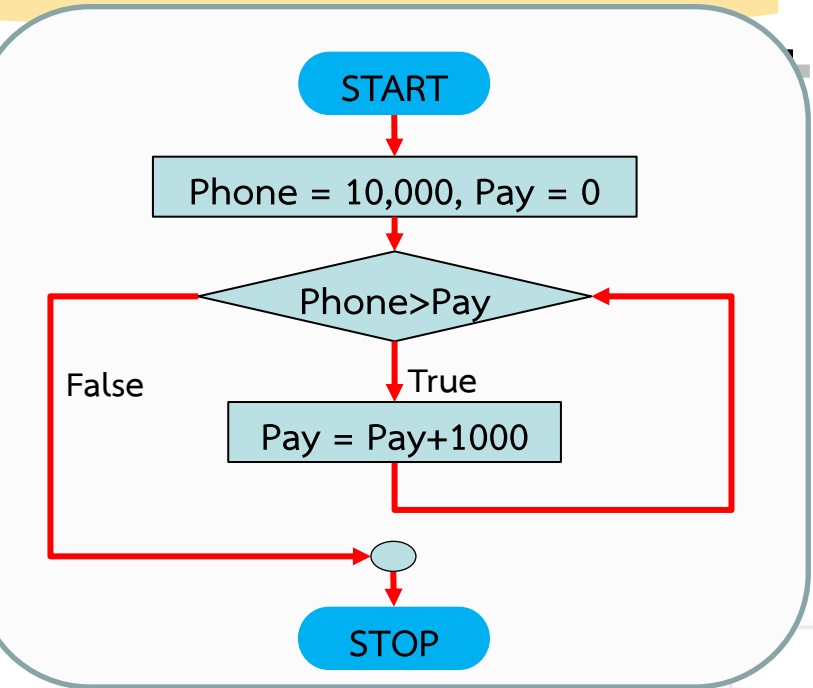 START
Phone = 10,000, Pay = 0
Phone>Pay
False
True
Pay = Pay+1000
STOP